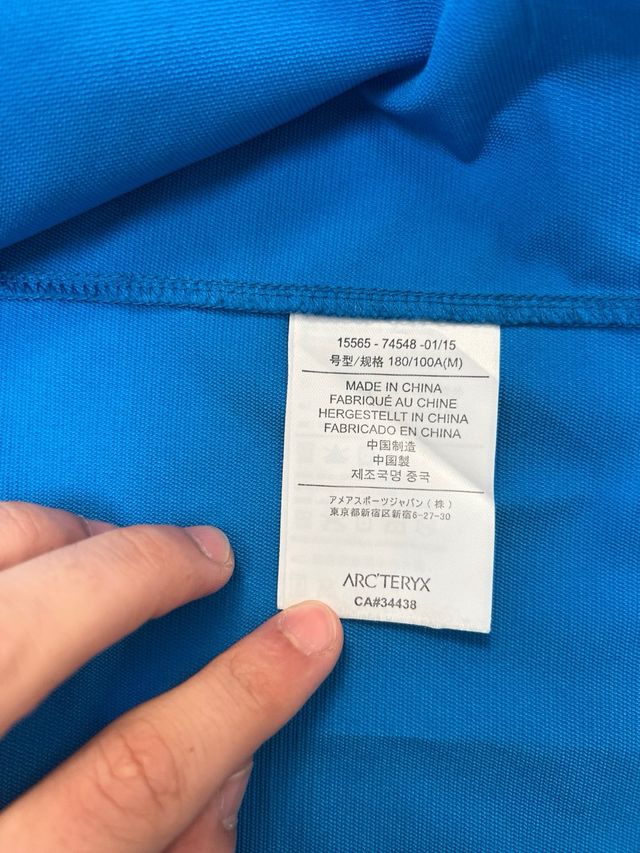 15565 - 74548 -01/15
号型/规格 180/100A(M)
MADE IN CHINA
FABRIQUÉ AU CHINE
HERGESTELLT IN CHINA
FABRICADO EN CHINA
中国制造
中国製
제조국명 중국
アメアスポーツジャパン（株）
東京都新宿区新宿6-27-30
ARC'TERYX
CA#34438